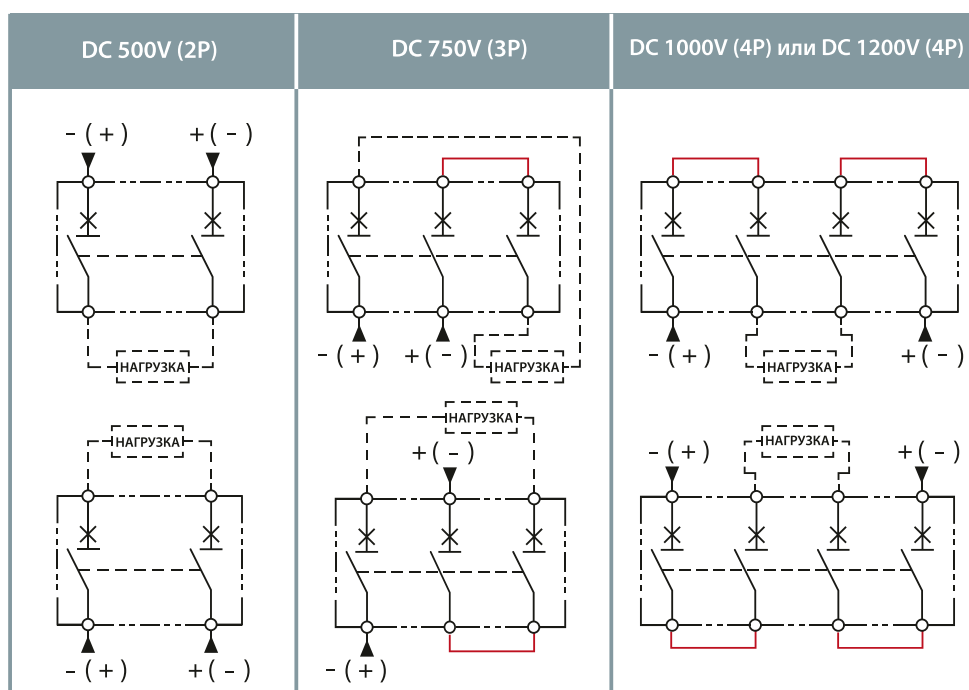 DC 500V (2P)
DC 750V (3P)
DC 1000V (4P) или DC 1200V (4P)
- (+)
+ (-)
НАГРУЗКА
НАГРУЗКА
- (+)
+ (-)
- (+)
+ (-)
НАГРУЗКА
НАГРУЗКА
+ (-)
- (+)
- (+)
НАГРУЗКА
+ (-)
- (+)
НАГРУЗКА
+ (-)